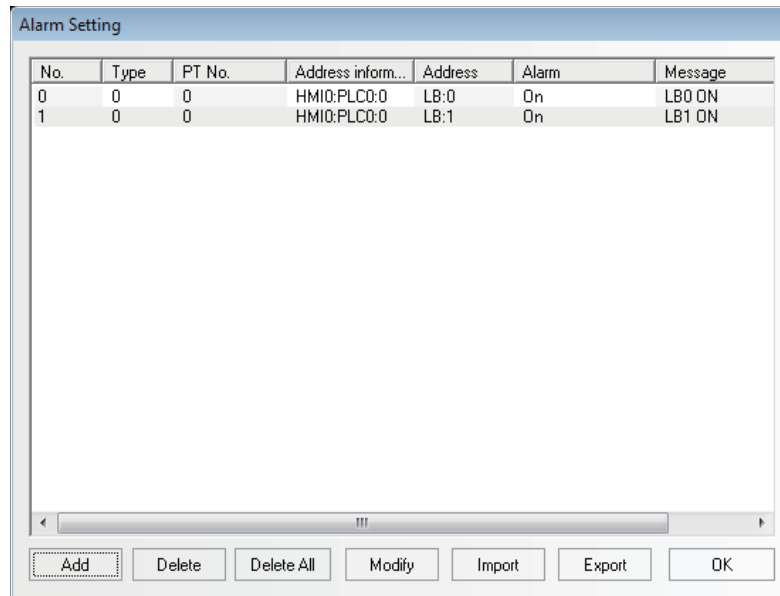 Alarm Setting
No. Type PT No. Address inform... Address Alarm Message
0 0 0 HMI0:PLC0:0 LB:0 On LB0 ON
1 0 0 HMI0:PLC0:0 LB:1 On LB1 ON
Add Delete Delete All Modify Import Export OK